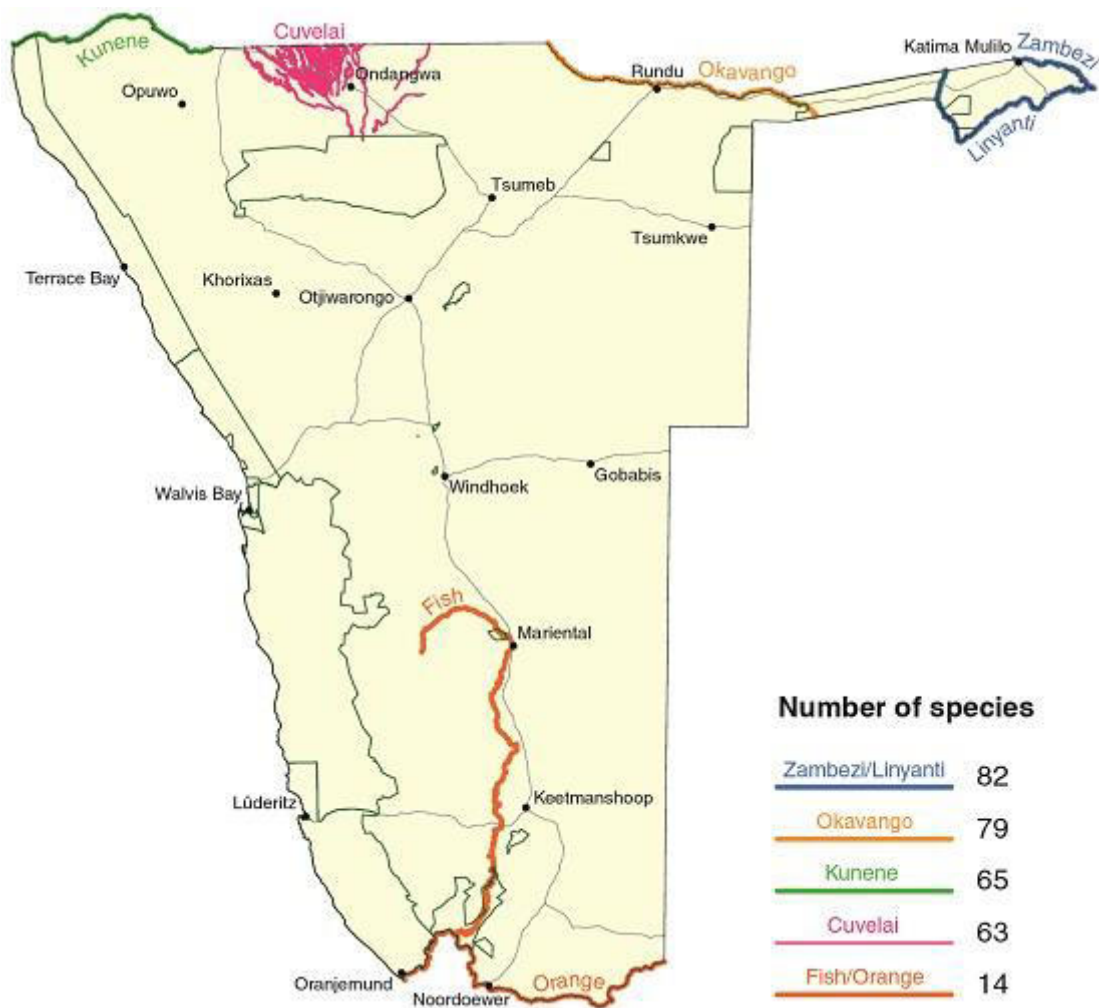 Kunene
Cuvelai
Ondangwa
Opuwo
Rundu
Okavango
Katima Mulilo
Zambezi
Linyanti
Tsumeb
Tsumkwe
Terrace Bay
Khorixas
Otjiwarongo
Walvis Bay
Windhoek
Gobabis
Fish
Mariental
Lûderitz
Keetmanshoop
Oranjemund
Noordoewer
Orange
Number of species
Zambezi/Linyanti 82
Okavango 79
Kunene 65
Cuvelai 63
Fish/Orange 14